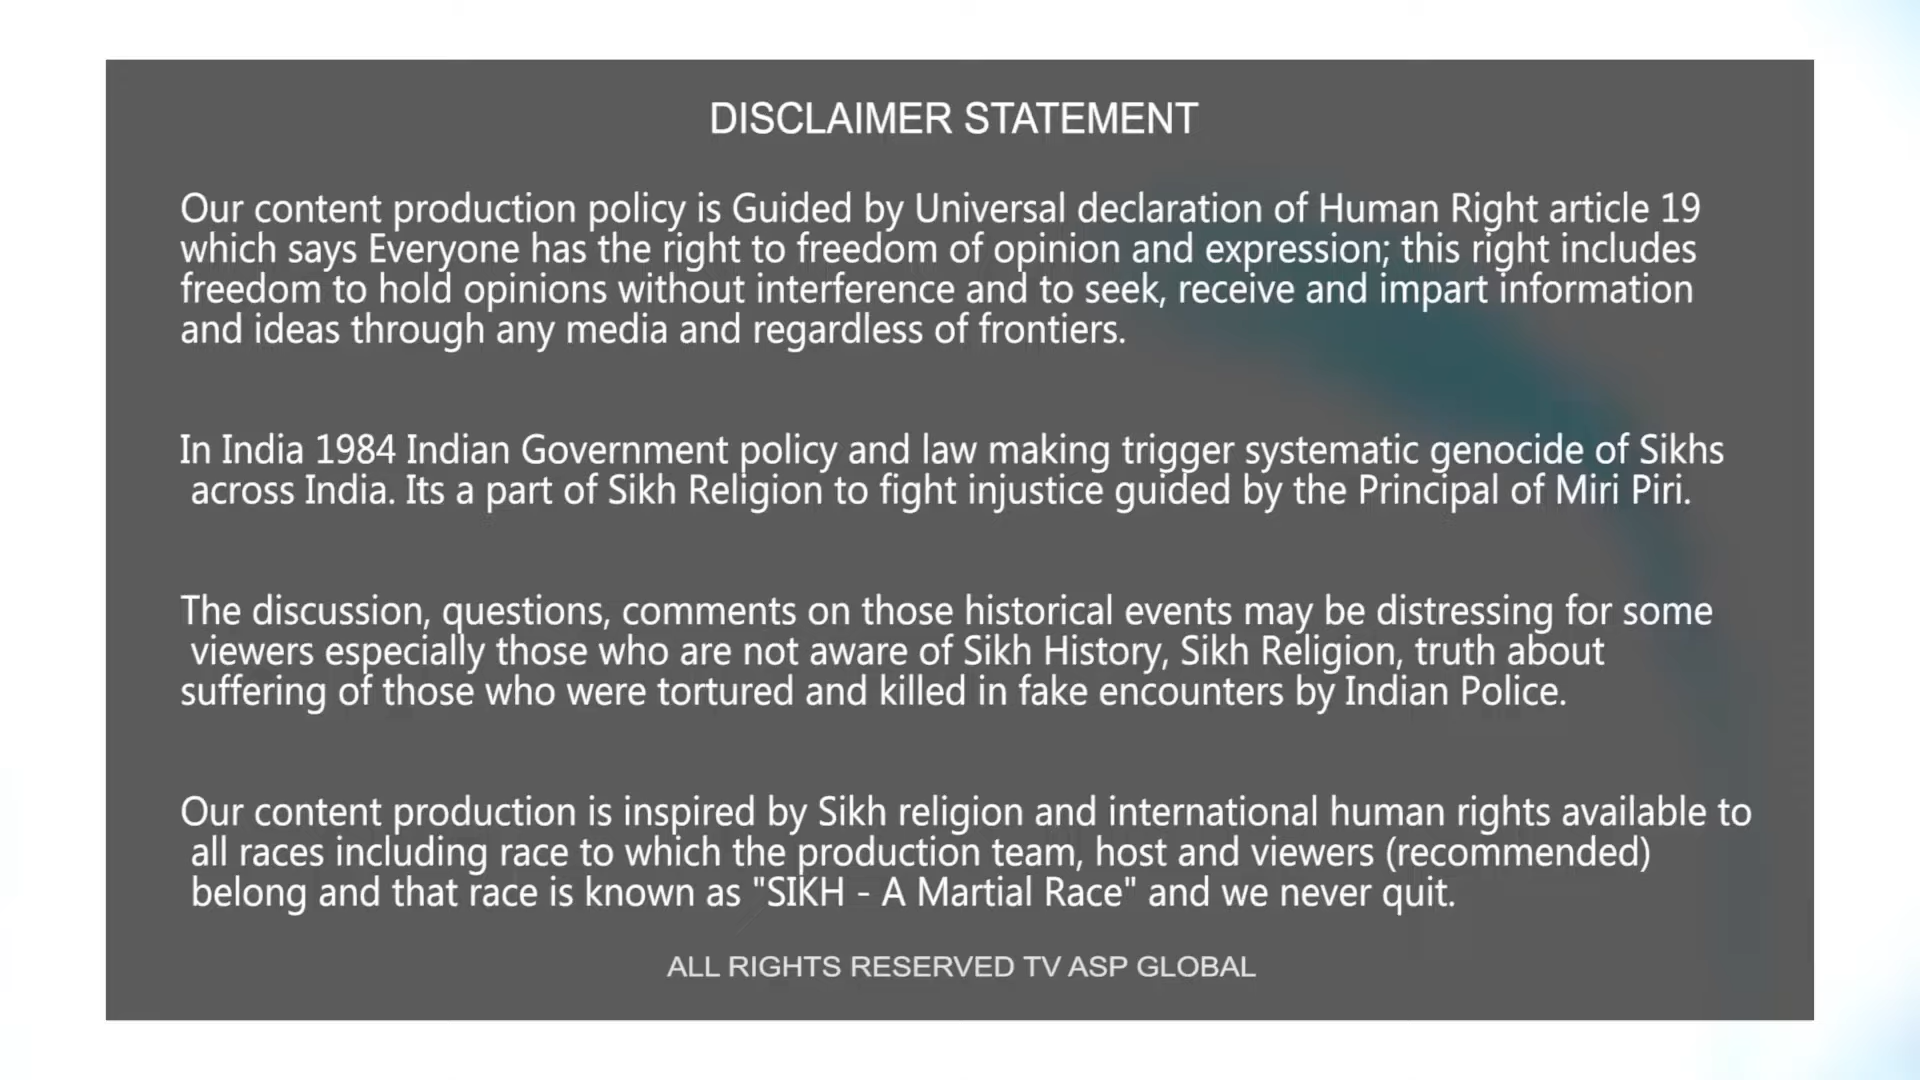 DISCLAIMER STATEMENT
Our content production policy is Guided by Universal declaration of Human Right article 19
which says Everyone has the right to freedom of opinion and expression; this right includes
freedom to hold opinions without interference and to seek, receive and impart information
and ideas through any media and regardless of frontiers.
In India 1984 Indian Government policy and law making trigger systematic genocide of Sikhs
across India. Its a part of Sikh Religion to fight injustice guided by the Principal of Miri Piri.
The discussion, questions, comments on those historical events may be distressing for some
viewers especially those who are not aware of Sikh History, Sikh Religion, truth about
suffering of those who were tortured and killed in fake encounters by Indian Police.
Our content production is inspired by Sikh religion and international human rights available to
all races including race to which the production team, host and viewers (recommended)
belong and that race is known as "SIKH - A Martial Race" and we never quit.
ALL RIGHTS RESERVED TV ASP GLOBAL